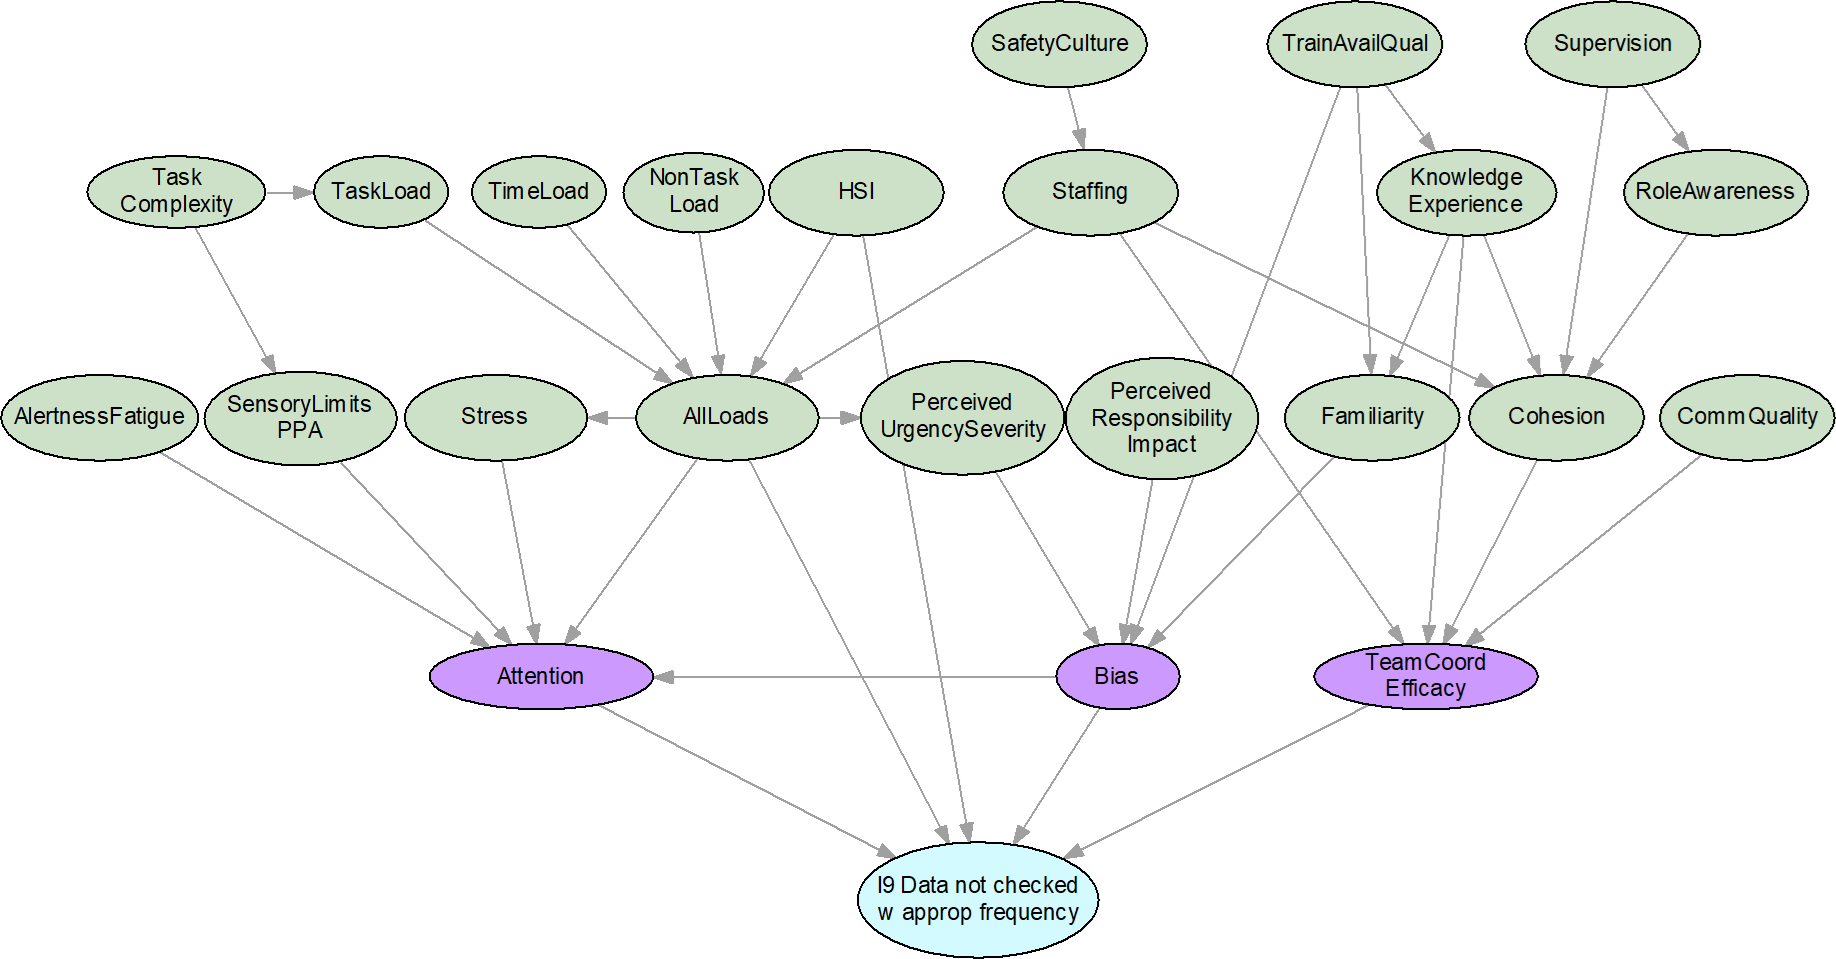 SafetyCulture
TrainAvailQual
Supervision
Task
Complexity
TaskLoad
TimeLoad
NonTask
Load
HSI
Staffing
Knowledge
Experience
RoleAwareness
AlertnessFatigue
SensoryLimits
PPA
Stress
AllLoads
Perceived
UrgencySeverity
Perceived
Responsibility
Impact
Familiarity
Cohesion
CommQuality
Attention
Bias
TeamCoord
Efficacy
I9 Data not checked
w approp frequency